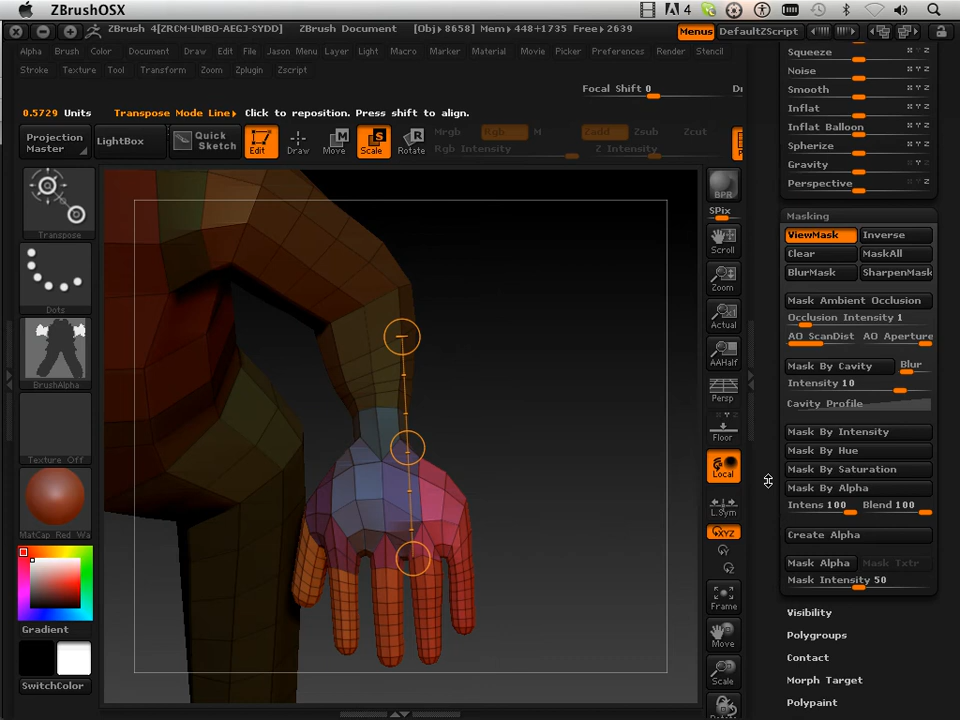 ZBrushOSX
4
ZBrush 4[ZRCM-UMBO-AEGJ-SYDD] ZBrush Document [Obj▸8658] Mem▸448+1735 Free▸2639 Menus DefaultZScript
Alpha Brush Color Document Draw Edit File Jason Menu Layer Light Macro Marker Material Movie Picker Preferences Render Stencil
Stroke Texture Tool Transform Zoom Zplugin Zscript
Focal Shift 0
0.5729 Units Transpose Mode Line▸ Click to reposition. Press shift to align.
Projection Master
LightBox
Quick Sketch
Edit Draw Move Scale Rotate
Mrgb Rgb M Zadd Zsub Zcut
Rgb Intensity Z Intensity
Transpose
Dots
BrushAlpha
Texture Off
MatCap Red Wa
Gradient
SwitchColor
BPR
SPix
Scroll
Zoom
Actual
AAHalf
Persp
Floor
Local
L.Sym
XYZ
Y
Z
Frame
Move
Scale
Squeeze
Noise
Smooth
Inflat
Inflat Balloon
Spherize
Gravity
Perspective
Masking
ViewMask Inverse
Clear MaskAll
BlurMask SharpenMask
Mask Ambient Occlusion
Occlusion Intensity 1
AO ScanDist AO Aperture
Mask By Cavity Blur
Intensity 10
Cavity Profile
Mask By Intensity
Mask By Hue
Mask By Saturation
Mask By Alpha
Intens 100 Blend 100
Create Alpha
Mask Alpha Mask Txtr
Mask Intensity 50
Visibility
Polygroups
Contact
Morph Target
Polypaint